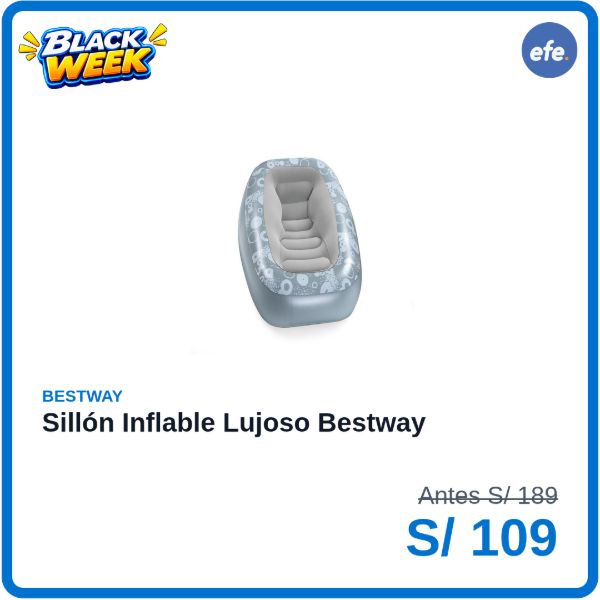 BLACK
WEEK
efe.
BESTWAY
Sillón Inflable Lujoso Bestway
Antes S/ 189
S/ 109